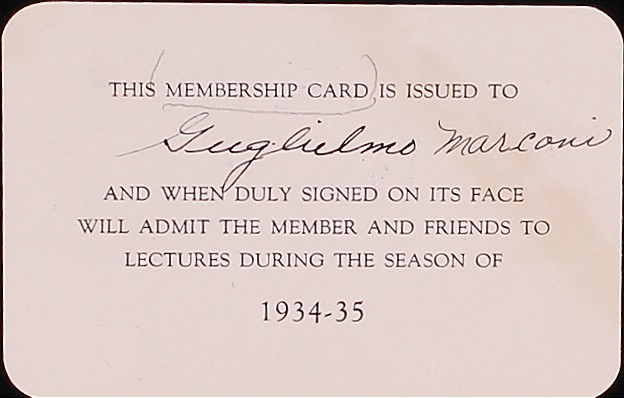 THIS MEMBERSHIP CARD IS ISSUED TO
Guglielmo Marconi
AND WHEN DULY SIGNED ON ITS FACE
WILL ADMIT THE MEMBER AND FRIENDS TO
LECTURES DURING THE SEASON OF
1934-35